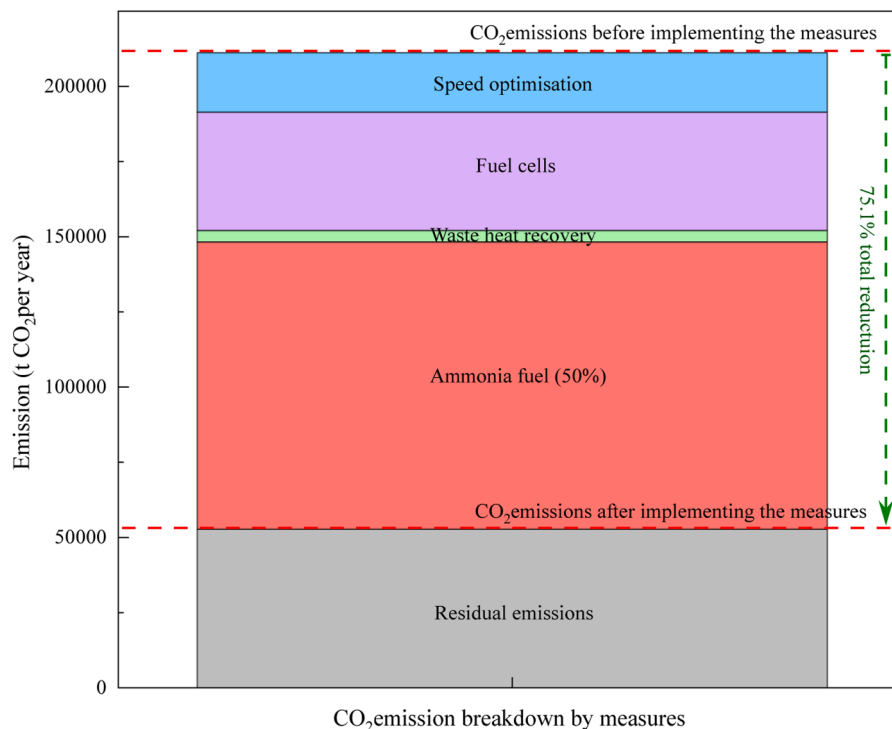 CO₂emissions before implementing the measures
200000
Speed optimisation
Fuel cells
150000
Waste heat recovery
75.1% total reductuion
Emission (t CO₂per year)
100000
Ammonia fuel (50%)
CO₂emissions after implementing the measures
50000
Residual emissions
0
CO₂emission breakdown by measures